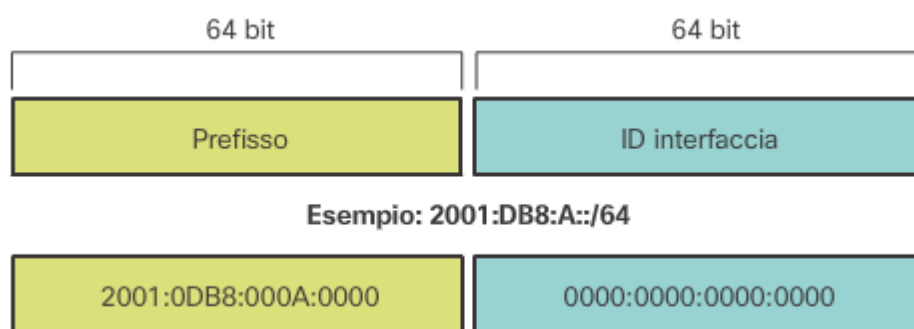 64 bit 64 bit
Prefisso ID interfaccia
Esempio: 2001:DB8:A::/64
2001:0DB8:000A:0000 0000:0000:0000:0000